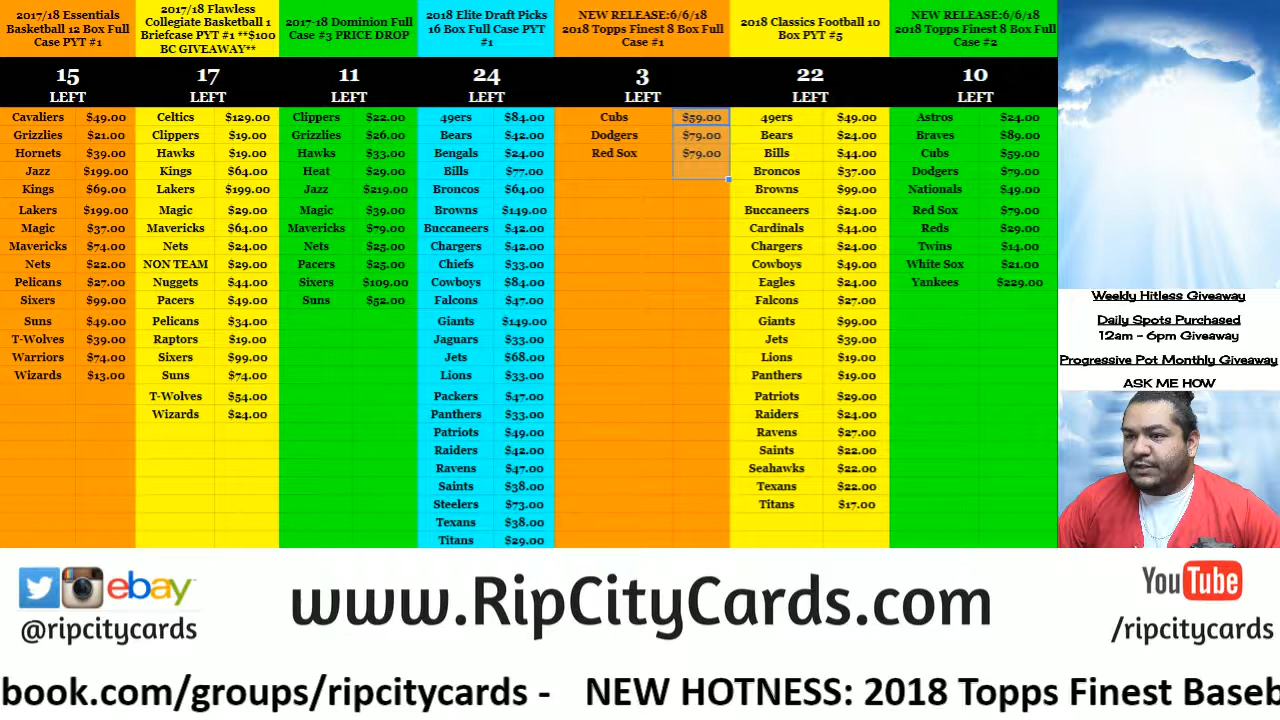 2017/18 Essentials
Basketball 12 Box Full
Case PYT #1
15
LEFT
Cavaliers $49.00
Grizzlies $21.00
Hornets $39.00
Jazz $199.00
Kings $69.00
Lakers $199.00
Magic $37.00
Mavericks $74.00
Nets $22.00
Pelicans $27.00
Sixers $99.00
Suns $49.00
T-Wolves $39.00
Warriors $74.00
Wizards $13.00
2017/18 Flawless
Collegiate Basketball 1
Briefcase PYT #1 **$100
BC GIVEAWAY**
17
LEFT
Celtics $129.00
Clippers $19.00
Hawks $19.00
Kings $64.00
Lakers $199.00
Magic $29.00
Mavericks $64.00
Nets $24.00
NON TEAM $29.00
Nuggets $44.00
Pacers $49.00
Pelicans $34.00
Raptors $19.00
Sixers $99.00
Suns $74.00
T-Wolves $54.00
Wizards $24.00
2017-18 Dominion Full
Case #3 PRICE DROP
11
LEFT
Clippers $22.00
Grizzlies $26.00
Hawks $33.00
Heat $29.00
Jazz $219.00
Magic $39.00
Mavericks $79.00
Nets $25.00
Pacers $25.00
Sixers $109.00
Suns $52.00
2018 Elite Draft Picks
16 Box Full Case PYT
#1
24
LEFT
49ers $84.00
Bears $42.00
Bengals $24.00
Bills $77.00
Broncos $64.00
Browns $149.00
Buccaneers $42.00
Chargers $42.00
Chiefs $33.00
Cowboys $84.00
Falcons $47.00
Giants $149.00
Jaguars $33.00
Jets $68.00
Lions $33.00
Packers $47.00
Panthers $33.00
Patriots $49.00
Raiders $42.00
Ravens $47.00
Saints $38.00
Steelers $73.00
Texans $38.00
Titans $29.00
NEW RELEASE:6/6/18
2018 Topps Finest 8 Box Full
Case #1
3
LEFT
Cubs $59.00
Dodgers $79.00
Red Sox $79.00
2018 Classics Football 10
Box PYT #5
22
LEFT
49ers $49.00
Bears $24.00
Bills $44.00
Broncos $37.00
Browns $99.00
Buccaneers $24.00
Cardinals $44.00
Chargers $24.00
Cowboys $49.00
Eagles $24.00
Falcons $27.00
Giants $99.00
Jets $39.00
Lions $19.00
Panthers $19.00
Patriots $29.00
Raiders $24.00
Ravens $27.00
Saints $22.00
Seahawks $22.00
Texans $22.00
Titans $17.00
NEW RELEASE:6/6/18
2018 Topps Finest 8 Box Full
Case #2
10
LEFT
Astros $24.00
Braves $89.00
Cubs $59.00
Dodgers $79.00
Nationals $49.00
Red Sox $79.00
Reds $29.00
Twins $14.00
White Sox $21.00
Yankees $229.00
Weekly Hitless Giveaway
Daily Spots Purchased
12am - 6pm Giveaway
Progressive Pot Monthly Giveaway
ASK ME HOW
ebay
@ripcitycards
www.RipCityCards.com
YouTube
/ripcitycards
book.com/groups/ripcitycards - NEW HOTNESS: 2018 Topps Finest Baseb